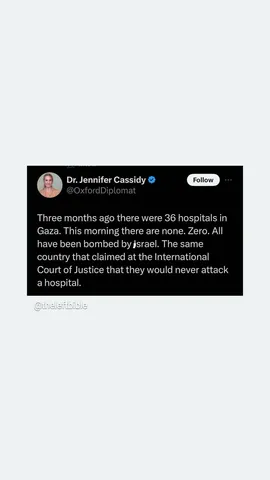 Dr. Jennifer Cassidy
@OxfordDiplomat
Follow
Three months ago there were 36 hospitals in
Gaza. This morning there are none. Zero. All
have been bombed by israel. The same
country that claimed at the International
Court of Justice that they would never attack
a hospital.
@theleftbible